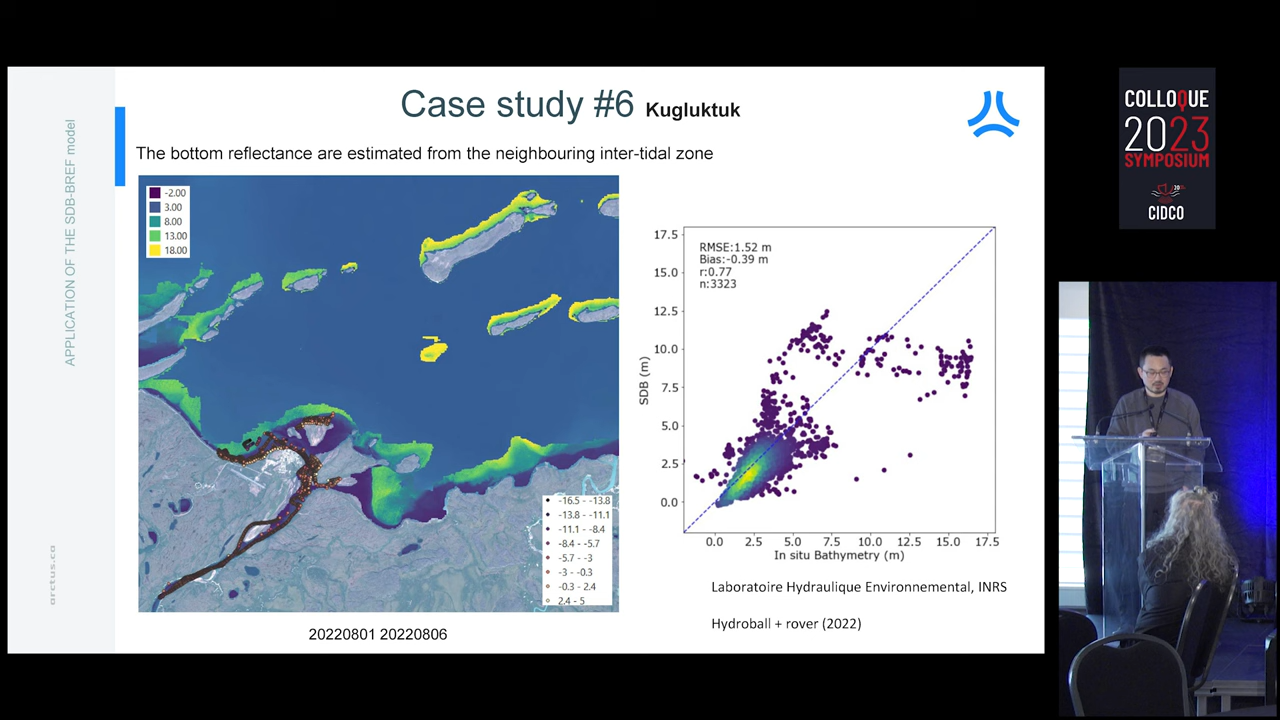 Case study #6 Kugluktuk
The bottom reflectance are estimated from the neighbouring inter-tidal zone
APPLICATION OF THE SDB-BREF model
arctus.ca
-2.00
3.00
8.00
13.00
18.00
-16.5 - -13.8
-13.8 - -11.1
-11.1 - -8.4
-8.4 - -5.7
-5.7 - -3
-3 - -0.3
-0.3 - 2.4
2.4 - 5
20220801 20220806
RMSE:1.52 m
Bias:-0.39 m
r:0.77
n:3323
17.5
15.0
12.5
10.0
7.5
5.0
2.5
0.0
SDB (m)
0.0 2.5 5.0 7.5 10.0 12.5 15.0 17.5
In situ Bathymetry (m)
Laboratoire Hydraulique Environnemental, INRS
Hydroball + rover (2022)
COLLOQUE
2023
SYMPOSIUM
CIDCO